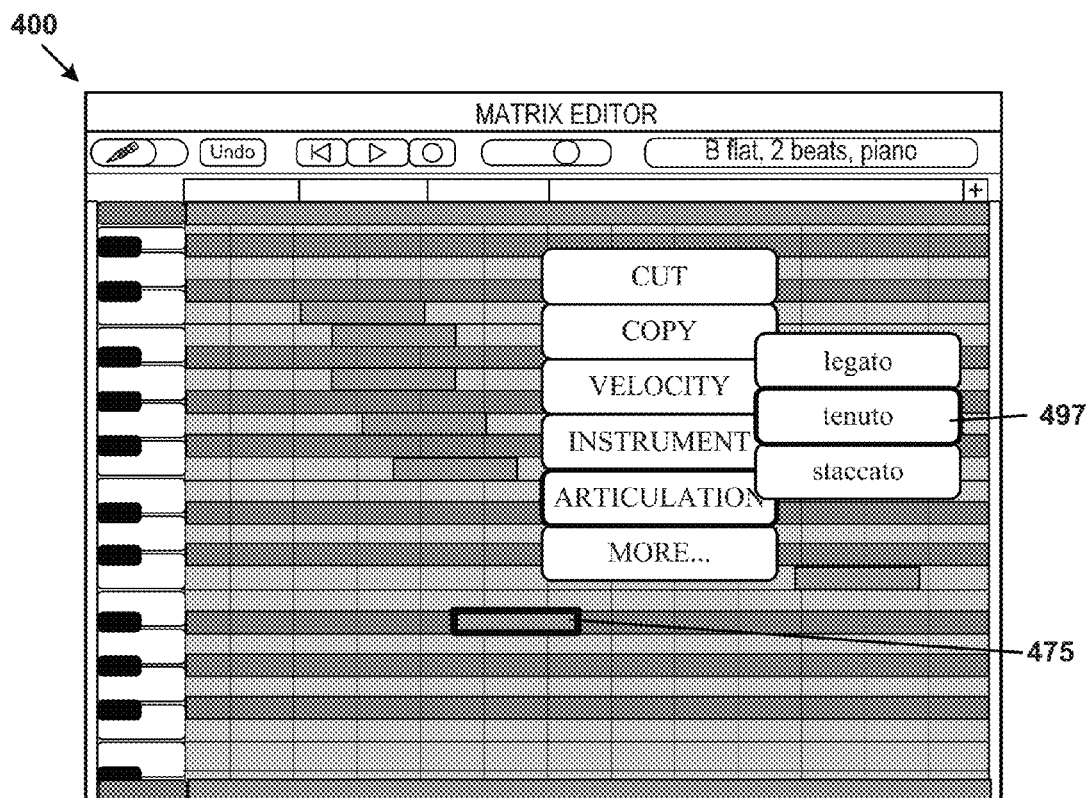 400
MATRIX EDITOR
Undo
B flat, 2 beats, piano
+
CUT
COPY
VELOCITY
INSTRUMENT
ARTICULATION
MORE...
legato
tenuto
staccato
497
475